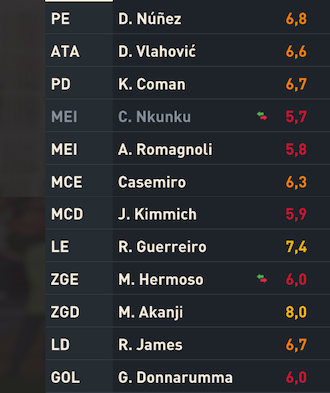 PE D. Núñez 6,8
ATA D. Vlahović 6,6
PD K. Coman 6,7
MEI C. Nkunku 5,7
MEI A. Romagnoli 5,8
MCE Casemiro 6,3
MCD J. Kimmich 5,9
LE R. Guerreiro 7,4
ZGE M. Hermoso 6,0
ZGD M. Akanji 8,0
LD R. James 6,7
GOL G. Donnarumma 6,0